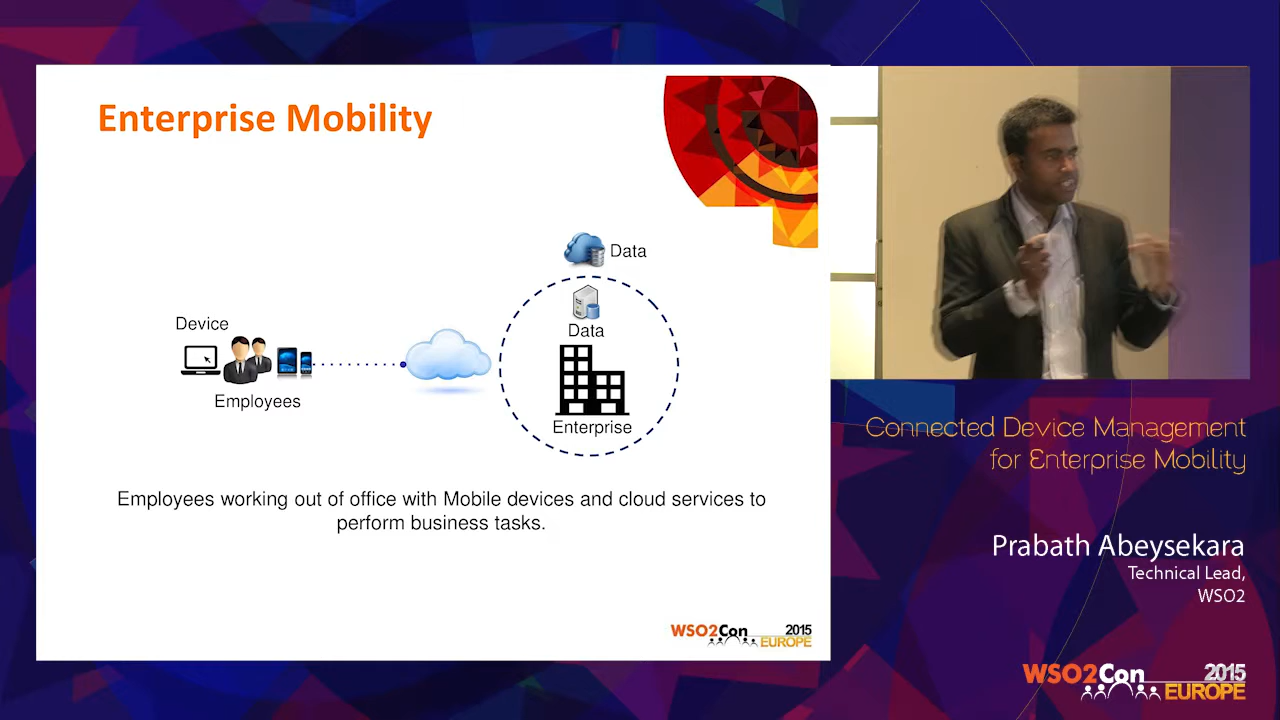 Enterprise Mobility
Data
Data
Device
Employees
Enterprise
Employees working out of office with Mobile devices and cloud services to
perform business tasks.
WSO2Con 2015
EUROPE
Connected Device Management
for Enterprise Mobility
Prabath Abeysekara
Technical Lead,
WSO2
WSO2Con 2015
EUROPE